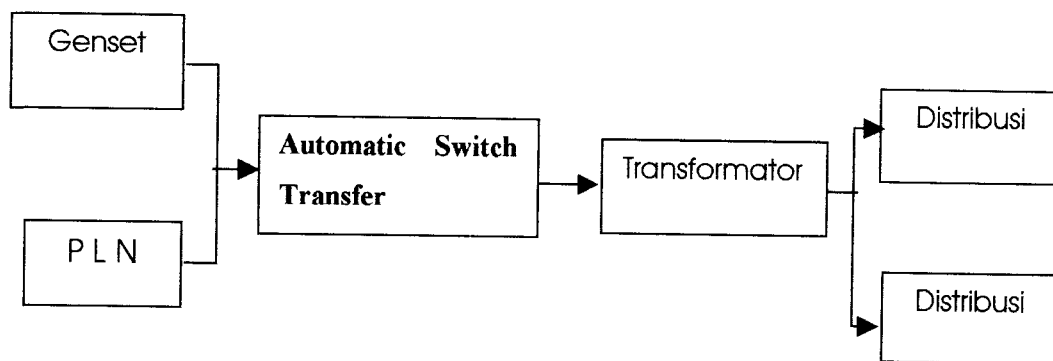 Genset
Automatic Switch
Transfer
Transformator
Distribusi
P L N
Distribusi